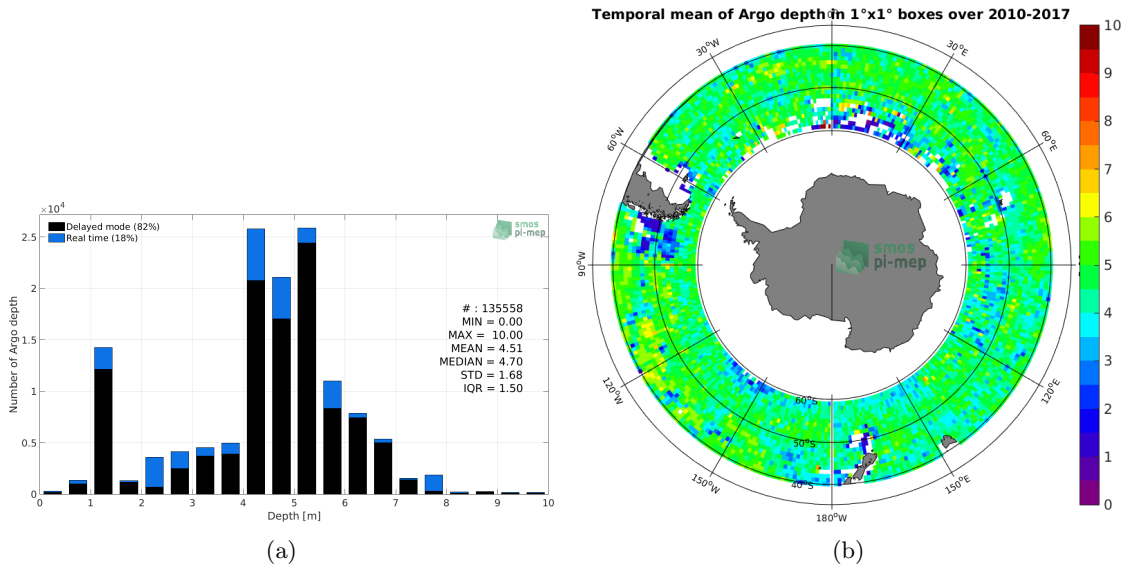 ×10⁴
Delayed mode (82%)
Real time (18%)
smos
pi-mep
2.5
2
1.5
1
0.5
0
Number of Argo depth
# : 135558
MIN = 0.00
MAX = 10.00
MEAN = 4.51
MEDIAN = 4.70
STD = 1.68
IQR = 1.50
0 1 2 3 4 5 6 7 8 9 10
Depth [m]
(a)
Temporal mean of Argo depth in 1°x1° boxes over 2010-2017
0°
30°W
30°E
60°W
60°E
90°W
120°W
120°E
150°W
150°E
180°W
60°S
50°S
40°S
smos
pi-mep
10
9
8
7
6
5
4
3
2
1
0
(b)